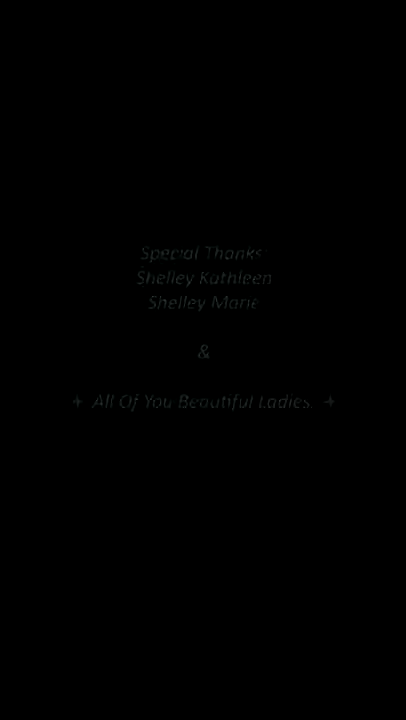 Special Thanks:
Shelley Kathleen
Shelley Marie
&
✦ All Of You Beautiful Ladies. ✦